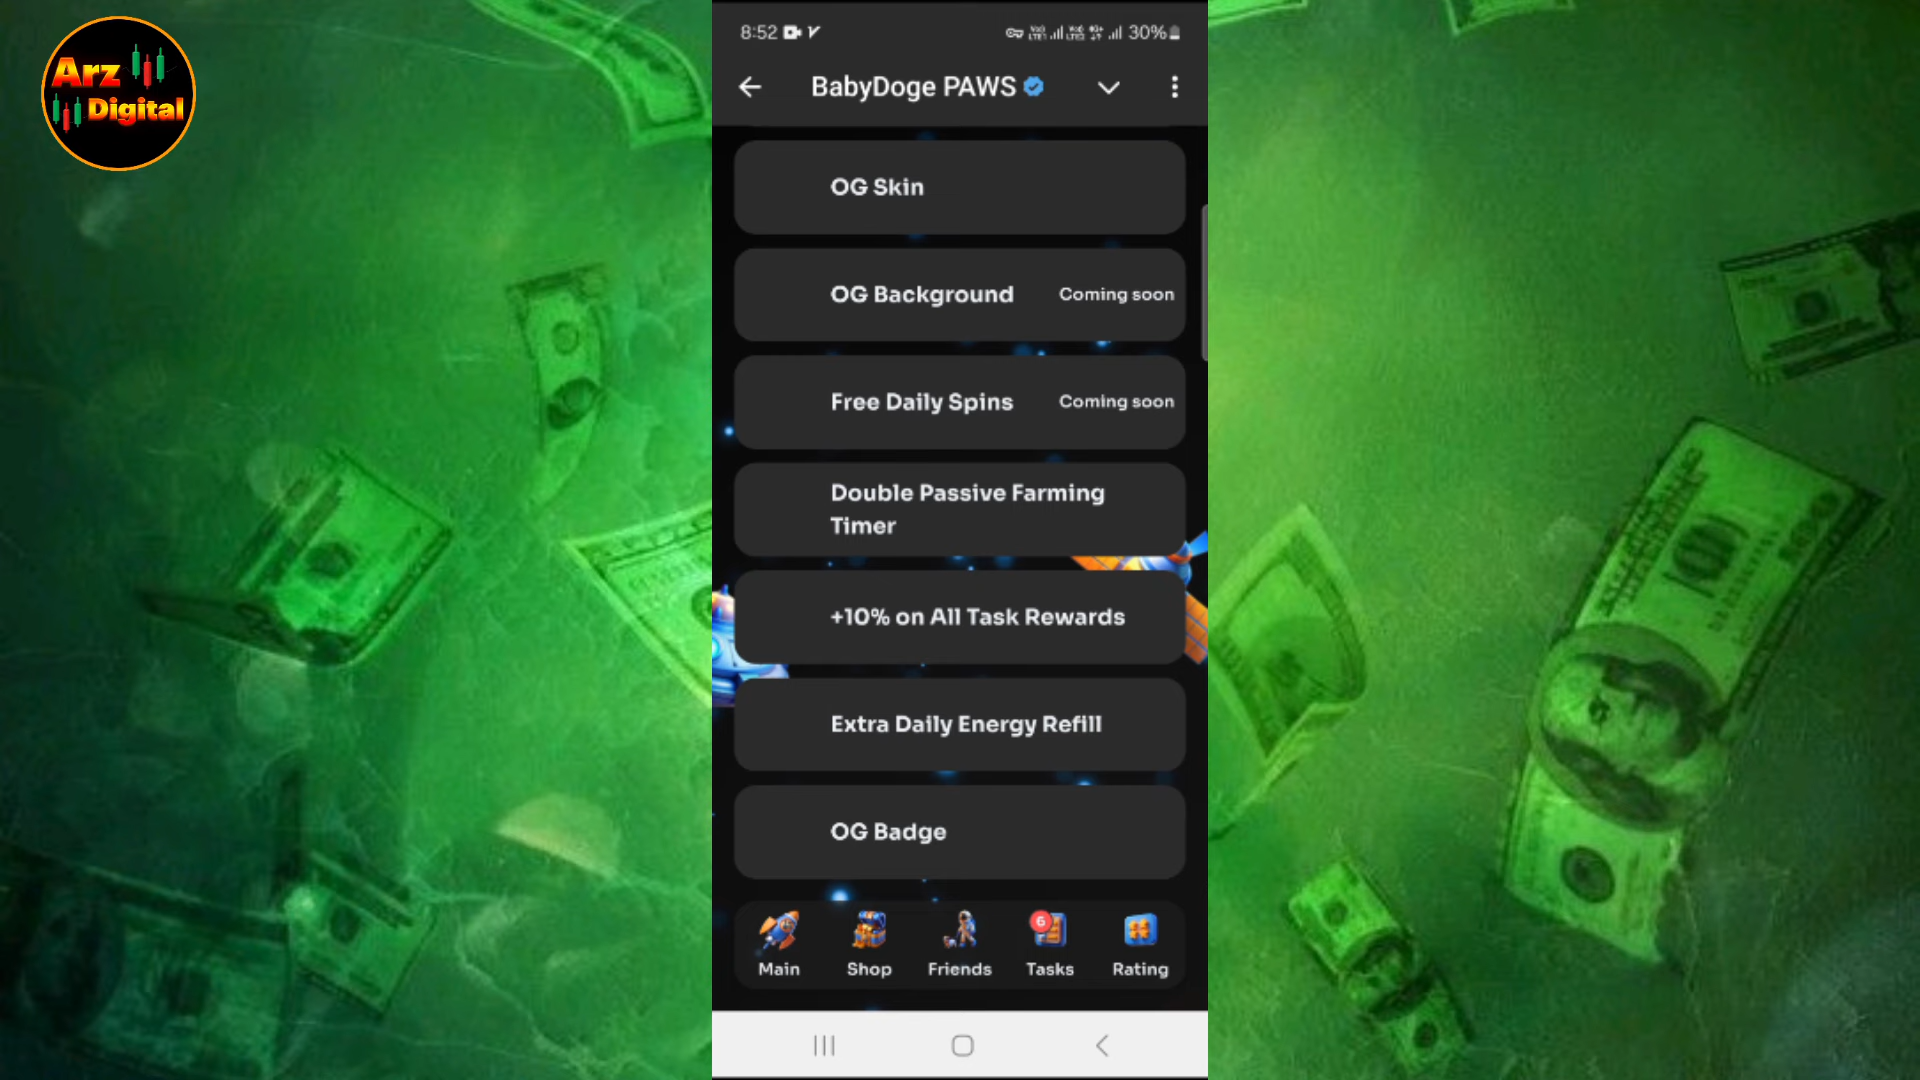 Arz
Digital
8:52
30%
BabyDoge PAWS
OG Skin
OG Background Coming soon
Free Daily Spins Coming soon
Double Passive Farming
Timer
+10% on All Task Rewards
Extra Daily Energy Refill
OG Badge
6
Main Shop Friends Tasks Rating